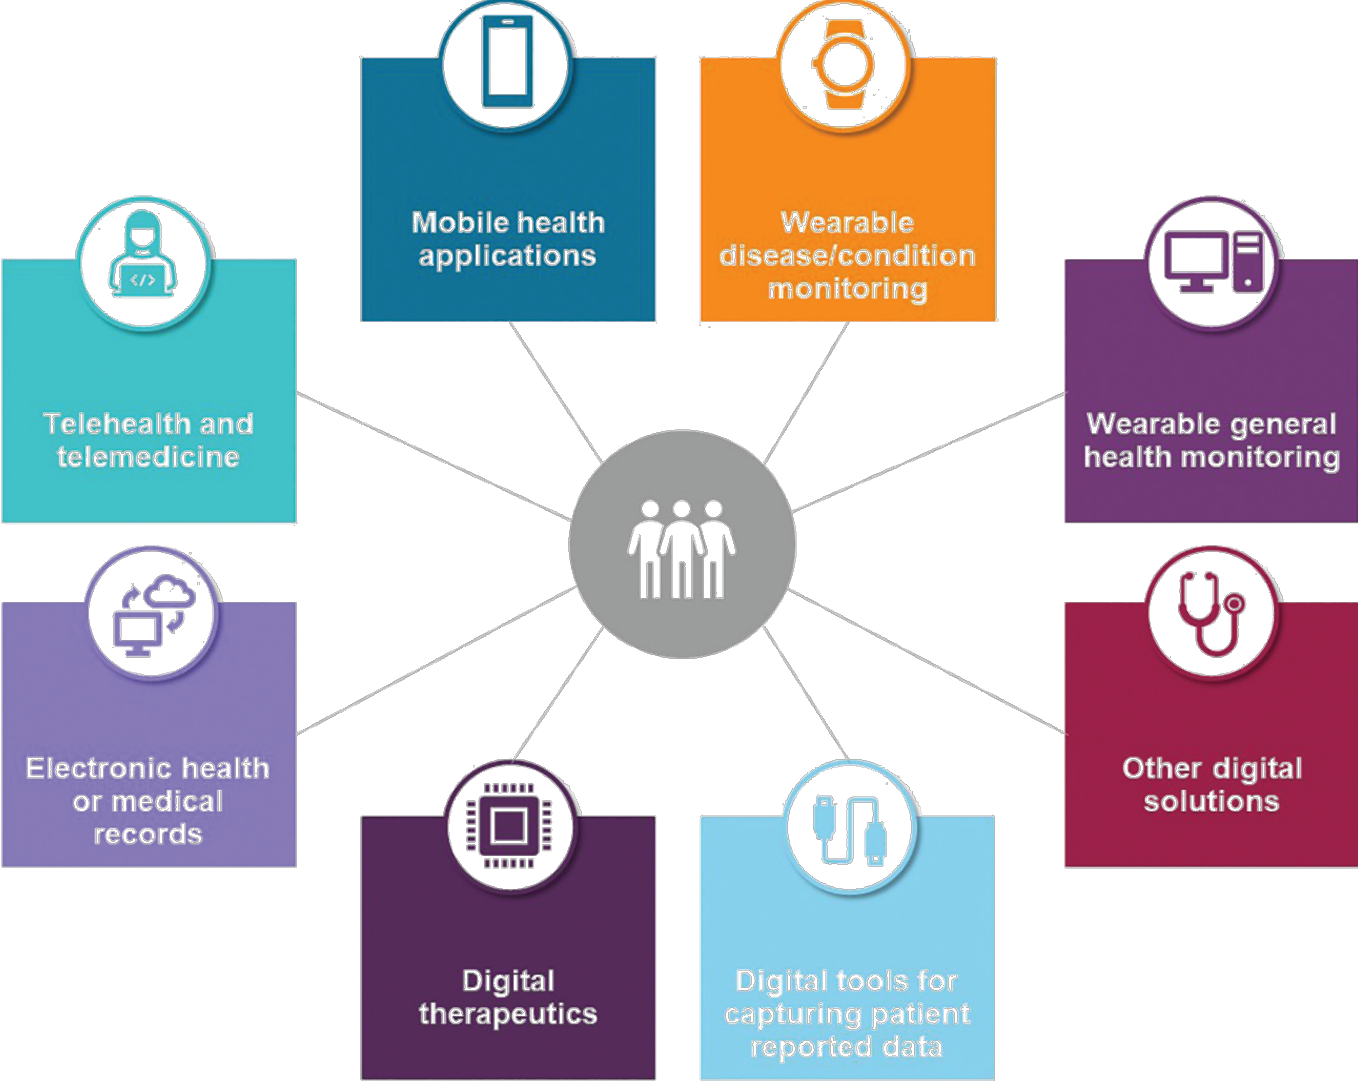 Mobile health
applications
Wearable
disease/condition
monitoring
</>
Telehealth and
telemedicine
Wearable general
health monitoring
Electronic health
or medical
records
Other digital
solutions
Digital
therapeutics
Digital tools for
capturing patient
reported data